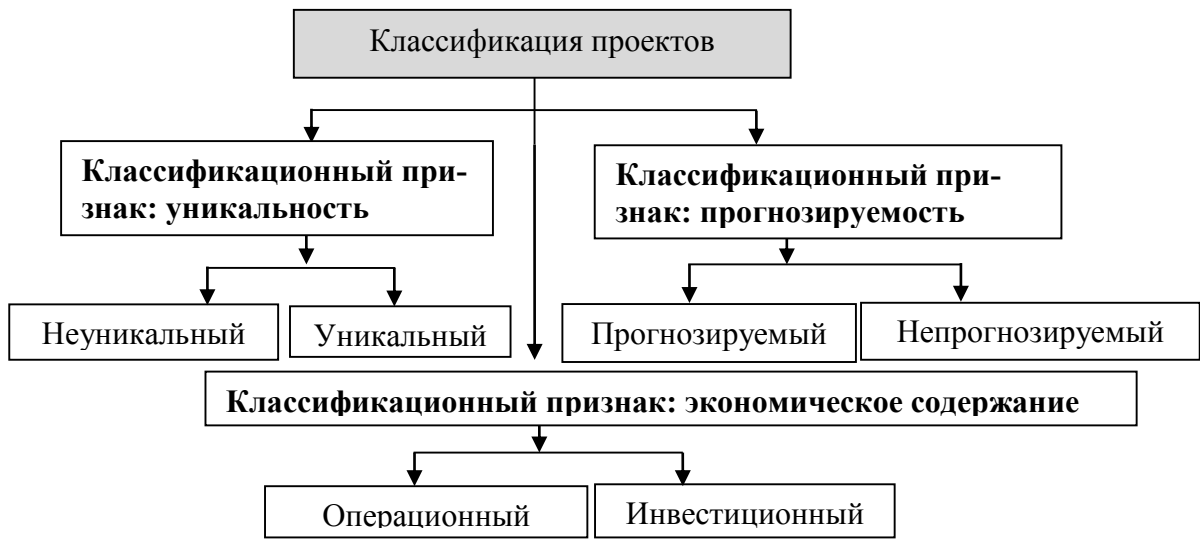 Классификация проектов
Классификационный при-
знак: уникальность
Классификационный при-
знак: прогнозируемость
Неуникальный
Уникальный
Прогнозируемый
Непрогнозируемый
Классификационный признак: экономическое содержание
Операционный
Инвестиционный